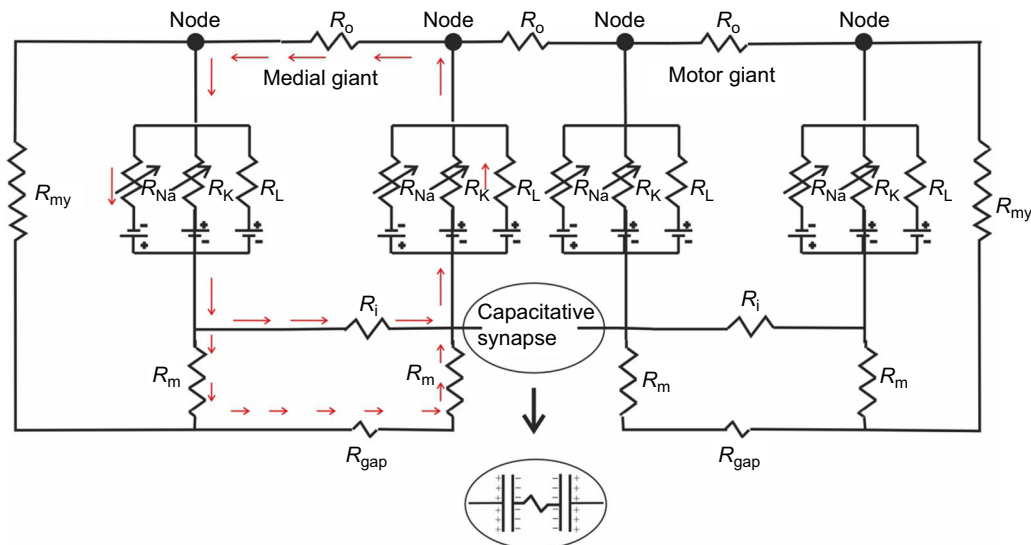 Node
Node
Node
Node
Ro
Ro
Ro
Medial giant
Motor giant
Rmy
RNa
RK
RL
RNa
RK
RL
RNa
RK
RL
RNa
RK
RL
Rmy
- + - - + - + - - + - + -
+ - - + - - + - - + - -
Ri
Capacitative
synapse
Ri
Rm
Rm
Rm
Rm
Rgap
Rgap